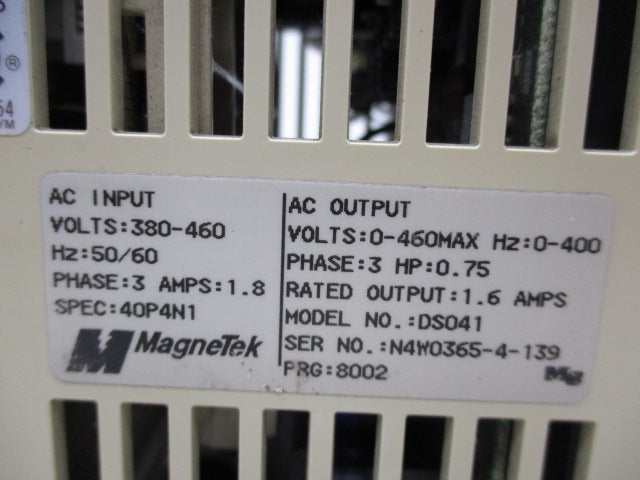 AC INPUT
VOLTS:380-460
Hz:50/60
PHASE:3 AMPS:1.8
SPEC:40P4N1
MagneTek
AC OUTPUT
VOLTS:0-460MAX Hz:0-400
PHASE:3 HP:0.75
RATED OUTPUT:1.6 AMPS
MODEL NO.:DS041
SER NO.:N4W0365-4-139
PRG:8002